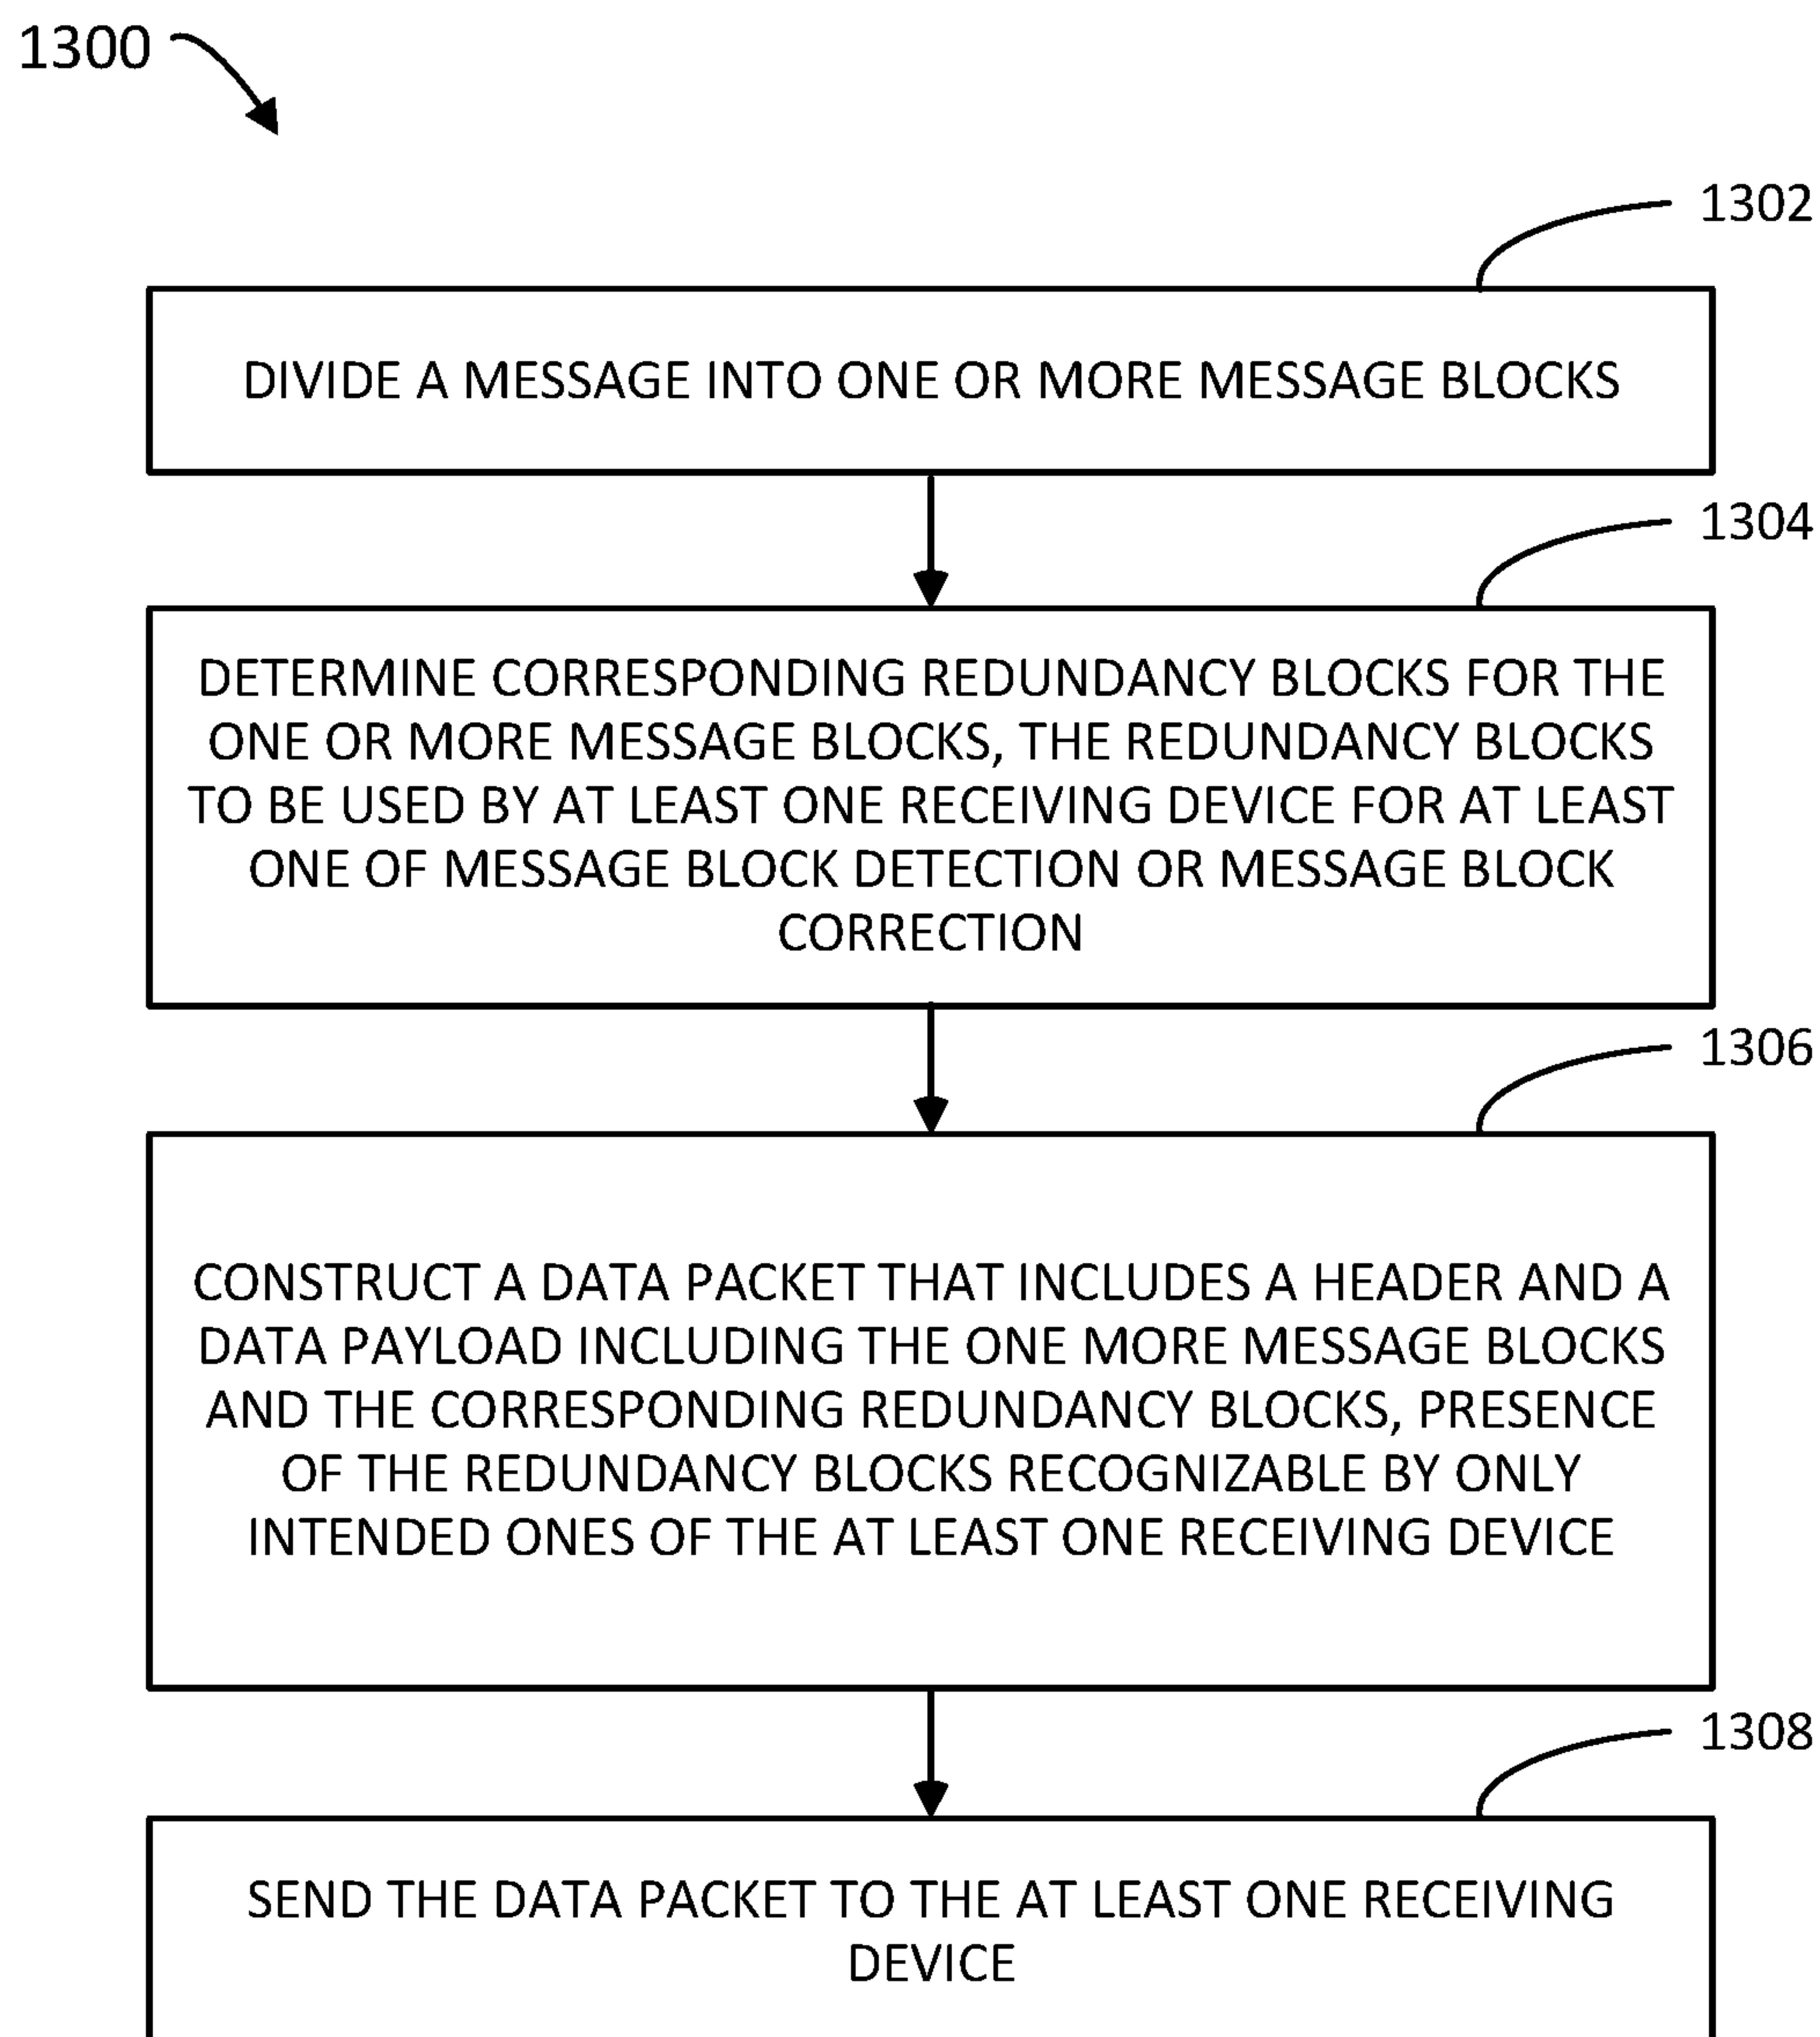 1300
1302
DIVIDE A MESSAGE INTO ONE OR MORE MESSAGE BLOCKS
1304
DETERMINE CORRESPONDING REDUNDANCY BLOCKS FOR THE
ONE OR MORE MESSAGE BLOCKS, THE REDUNDANCY BLOCKS
TO BE USED BY AT LEAST ONE RECEIVING DEVICE FOR AT LEAST
ONE OF MESSAGE BLOCK DETECTION OR MESSAGE BLOCK
CORRECTION
1306
CONSTRUCT A DATA PACKET THAT INCLUDES A HEADER AND A
DATA PAYLOAD INCLUDING THE ONE MORE MESSAGE BLOCKS
AND THE CORRESPONDING REDUNDANCY BLOCKS, PRESENCE
OF THE REDUNDANCY BLOCKS RECOGNIZABLE BY ONLY
INTENDED ONES OF THE AT LEAST ONE RECEIVING DEVICE
1308
SEND THE DATA PACKET TO THE AT LEAST ONE RECEIVING
DEVICE